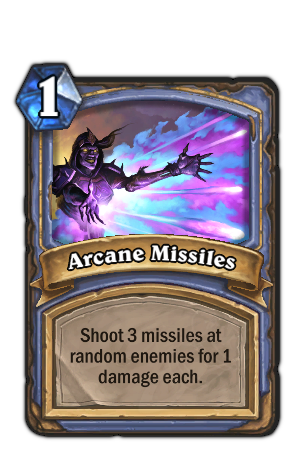 1
Arcane Missiles
Shoot 3 missiles at
random enemies for 1
damage each.